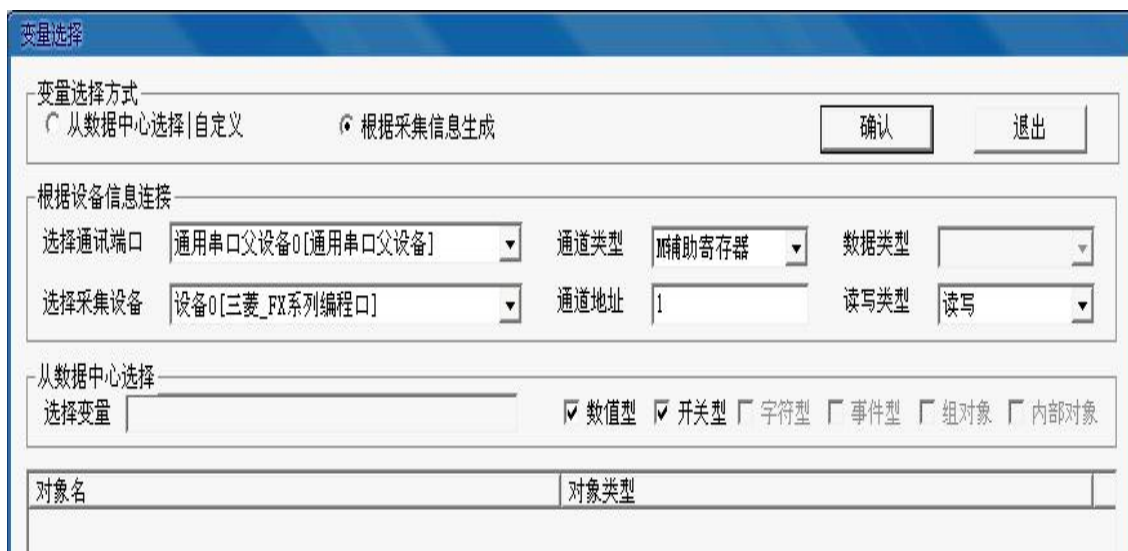 变量选择
变量选择方式
从数据中心选择|自定义 根据采集信息生成 确认 退出
根据设备信息连接
选择通讯端口 通用串口父设备0[通用串口父设备] 通道类型 M辅助寄存器 数据类型
选择采集设备 设备0[三菱_FX系列编程口] 通道地址 1 读写类型 读写
从数据中心选择
选择变量 数值型 开关型 字符型 事件型 组对象 内部对象
对象名 对象类型